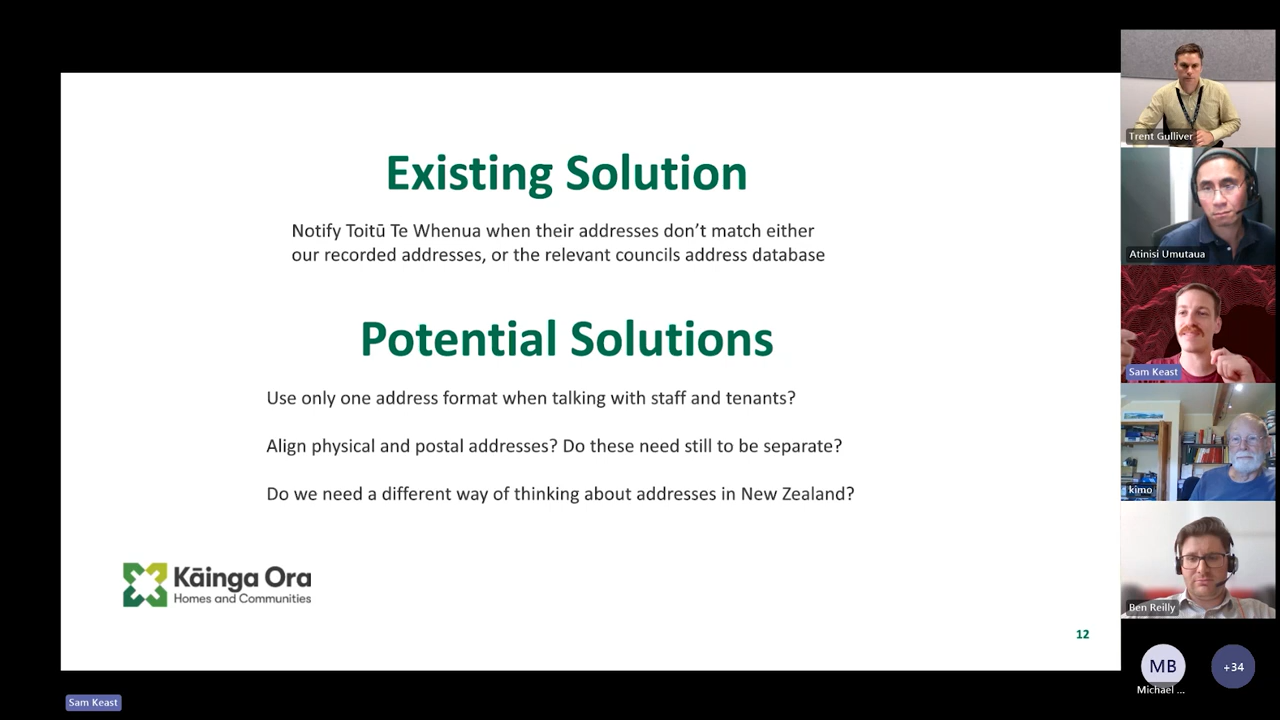 Existing Solution
Notify Toitū Te Whenua when their addresses don't match either
our recorded addresses, or the relevant councils address database
Potential Solutions
Use only one address format when talking with staff and tenants?
Align physical and postal addresses? Do these need still to be separate?
Do we need a different way of thinking about addresses in New Zealand?
Kāinga Ora
Homes and Communities
12
Sam Keast
Trent Gulliver
Atinisi Umutaua
Sam Keast
kimo
Ben Reilly
MB
Michael ...
+34